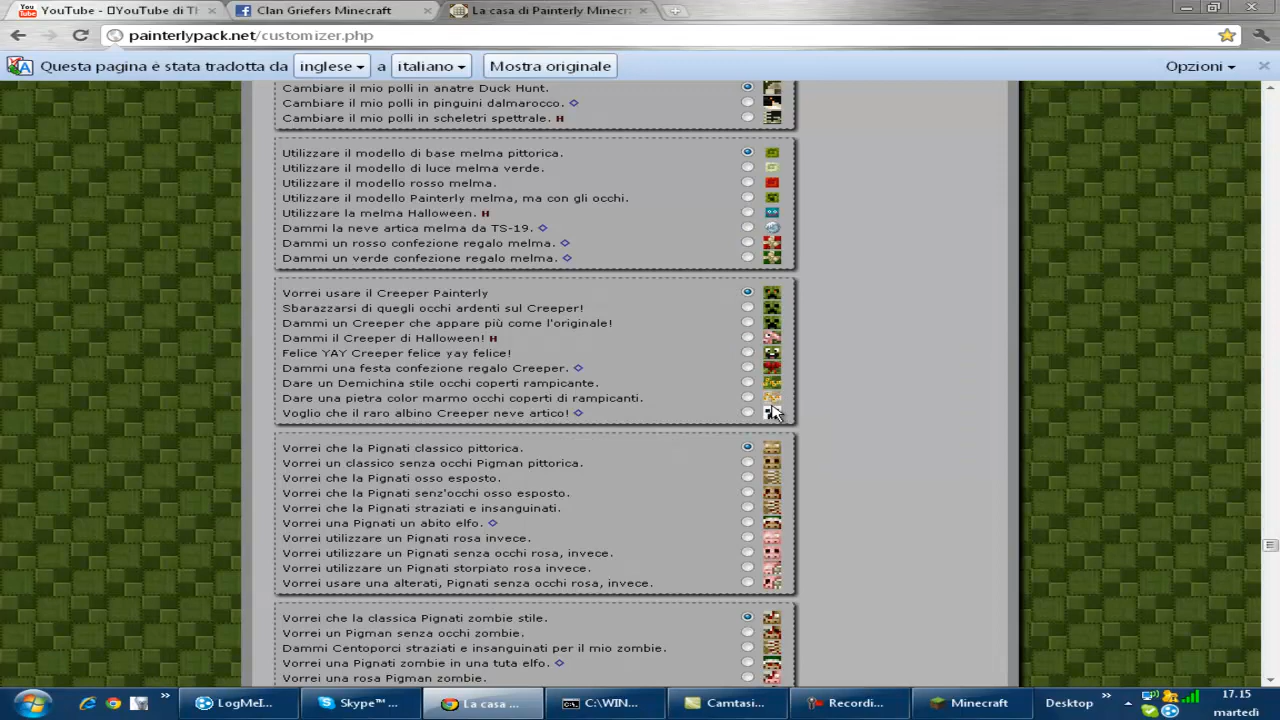 YouTube - YouTube di Th
Clan Griefers Minecraft
La casa di Painterly Minecr
painterlypack.net/customizer.php
Questa pagina è stata tradotta da inglese a italiano Mostra originale Opzioni
Cambiare il mio polli in anatre Duck Hunt.
Cambiare il mio polli in pinguini dalmarocco.
Cambiare il mio polli in scheletri spettrale. H
Utilizzare il modello di base melma pittorica.
Utilizzare il modello di luce melma verde.
Utilizzare il modello rosso melma.
Utilizzare il modello Painterly melma, ma con gli occhi.
Utilizzare la melma Halloween. H
Dammi la neve artica melma da TS-19.
Dammi un rosso confezione regalo melma.
Dammi un verde confezione regalo melma.
Vorrei usare il Creeper Painterly
Sbarazzarsi di quegli occhi ardenti sul Creeper!
Dammi un Creeper che appare più come l'originale!
Dammi il Creeper di Halloween! H
Felice YAY Creeper felice yay felice!
Dammi una festa confezione regalo Creeper.
Dare un Demichina stile occhi coperti rampicante.
Dare una pietra color marmo occhi coperti di rampicanti.
Voglio che il raro albino Creeper neve artico!
Vorrei che la Pignati classico pittorica.
Vorrei un classico senza occhi Pigman pittorica.
Vorrei che la Pignati osso esposto.
Vorrei che la Pignati senz'occhi osso esposto.
Vorrei che la Pignati straziati e insanguinati.
Vorrei una Pignati un abito elfo.
Vorrei utilizzare un Pignati rosa invece.
Vorrei utilizzare un Pignati senza occhi rosa, invece.
Vorrei utilizzare un Pignati storpiato rosa invece.
Vorrei usare una alterati, Pignati senza occhi rosa, invece.
Vorrei che la classica Pignati zombie stile.
Vorrei un Pigman senza occhi zombie.
Dammi Centoporci straziati e insanguinati per il mio zombie.
Vorrei una Pignati zombie in una tuta elfo.
Vorrei una rosa Pigman zombie.
LogMeI...
Skype™ ...
La casa ...
C:\WIN...
Camtasi...
Recordi...
Minecraft
Desktop
17.15
martedì